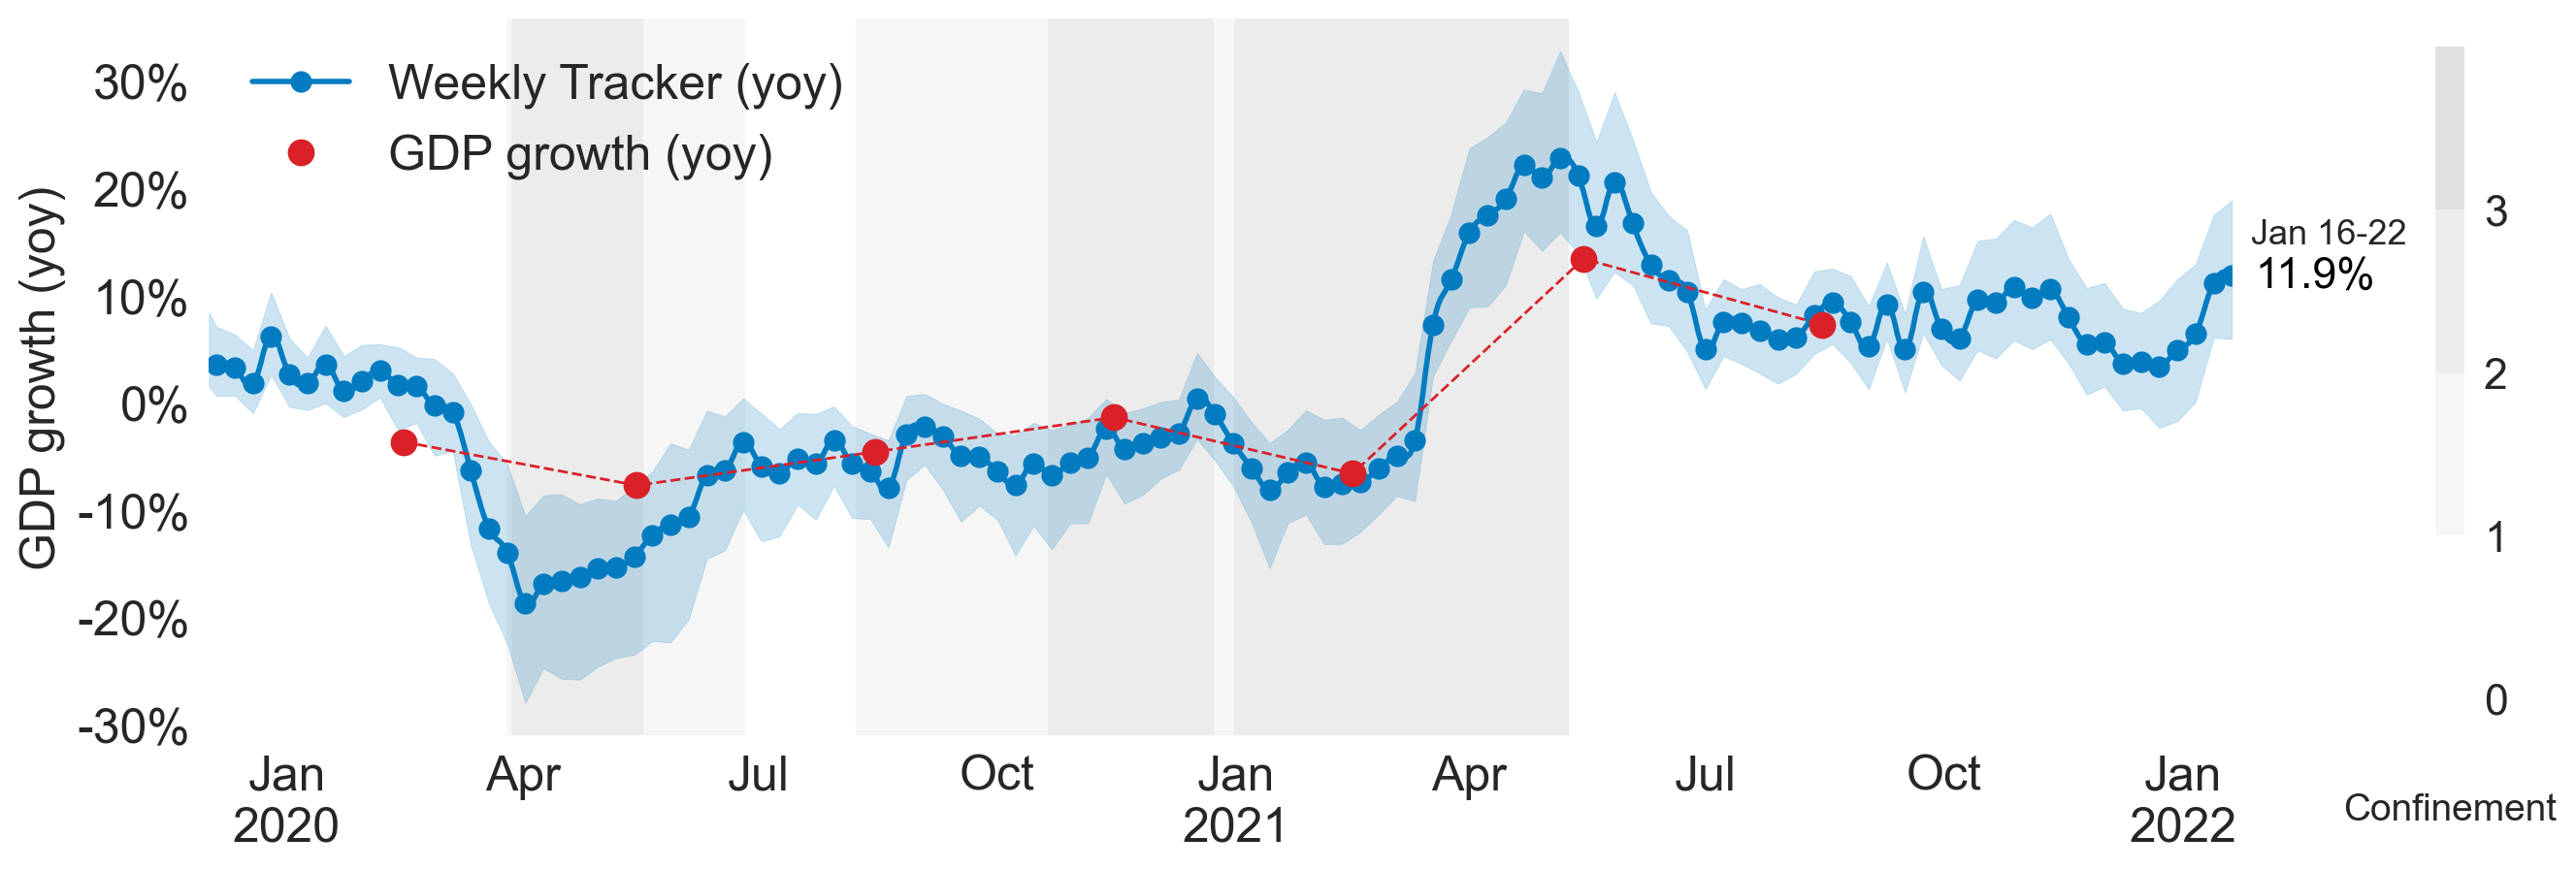 Weekly Tracker (yoy)
GDP growth (yoy)
GDP growth (yoy)
30%
20%
10%
0%
-10%
-20%
-30%
Jan
2020
Apr
Jul
Oct
Jan
2021
Apr
Jul
Oct
Jan
2022
Jan 16-22
11.9%
3
2
1
0
Confinement